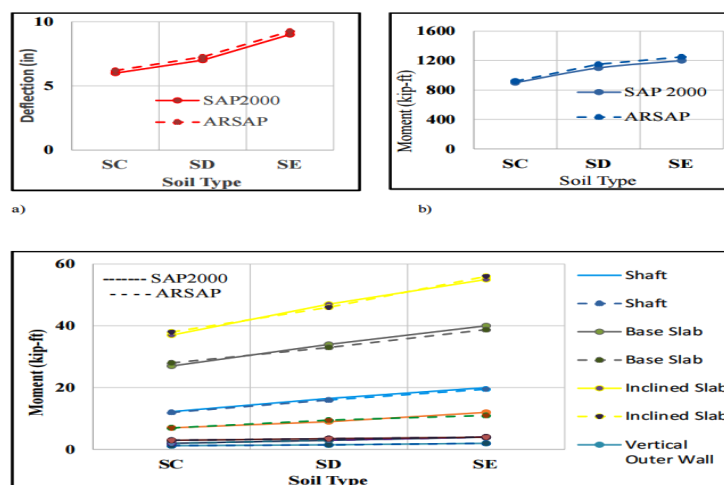 10
5
0
Deflection (in)
SAP2000
ARSAP
SC SD SE
Soil Type
a)
1600
1200
800
400
0
Moment (kip-ft)
SAP 2000
ARSAP
SC SD SE
Soil Type
b)
60
40
20
0
Moment (kip-ft)
SAP2000
ARSAP
SC SD SE
Soil Type
Shaft
Shaft
Base Slab
Base Slab
Inclined Slab
Inclined Slab
Vertical
Outer Wall